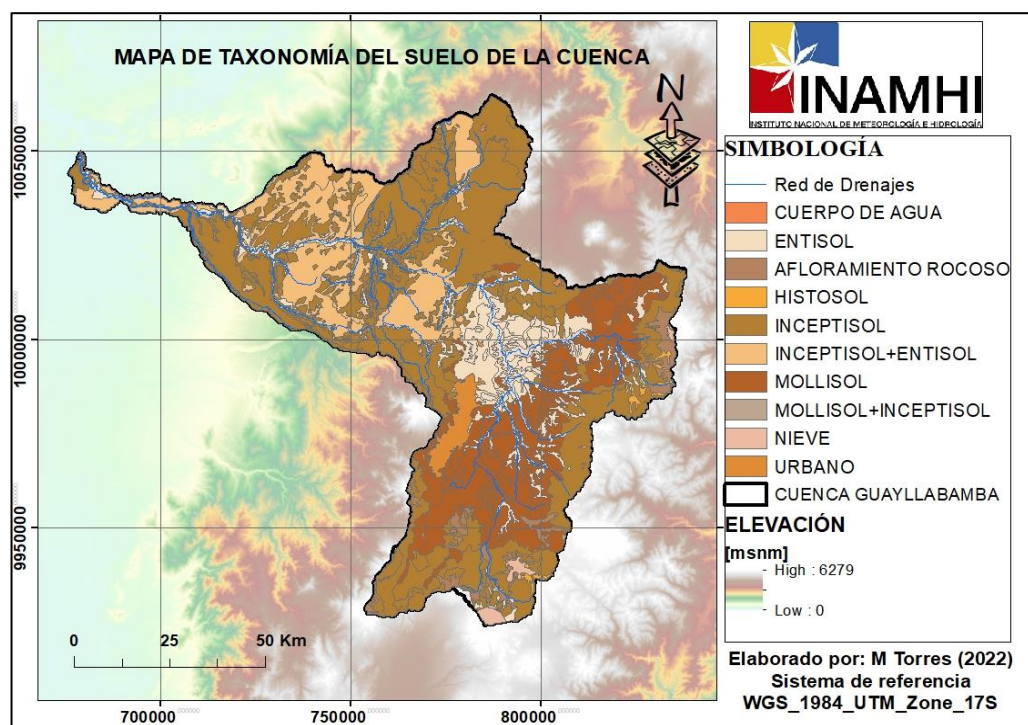 MAPA DE TAXONOMÍA DEL SUELO DE LA CUENCA
N
INAMHI
INSTITUTO NACIONAL DE METEOROLOGÍA E HIDROLOGÍA
SIMBOLOGÍA
Red de Drenajes
CUERPO DE AGUA
ENTISOL
AFLORAMIENTO ROCOSO
HISTOSOL
INCEPTISOL
INCEPTISOL+ENTISOL
MOLLISOL
MOLLISOL+INCEPTISOL
NIEVE
URBANO
CUENCA GUAYLLABAMBA
ELEVACIÓN
[msnm]
High : 6279
Low : 0
10050000
10000000
9950000
0 25 50 Km
700000 750000 800000
Elaborado por: M Torres (2022)
Sistema de referencia
WGS_1984_UTM_Zone_17S